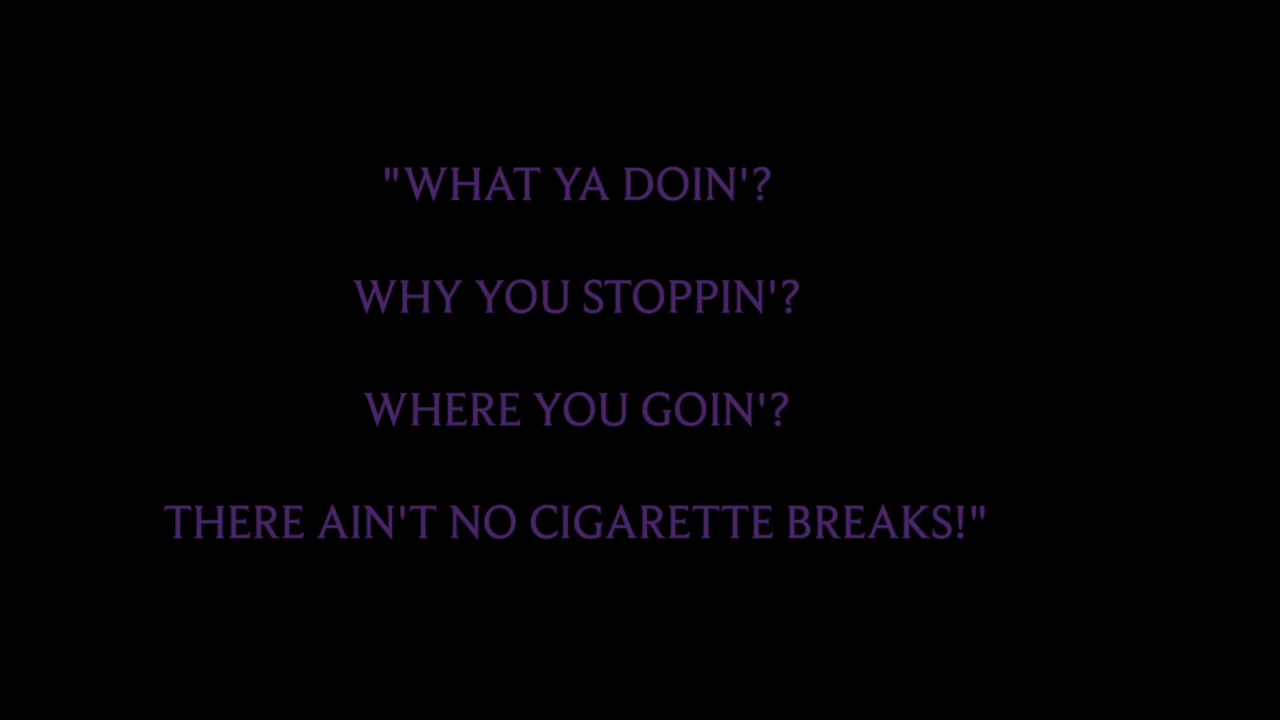 "WHAT YA DOIN'?
WHY YOU STOPPIN'?
WHERE YOU GOIN'?
THERE AIN'T NO CIGARETTE BREAKS!"